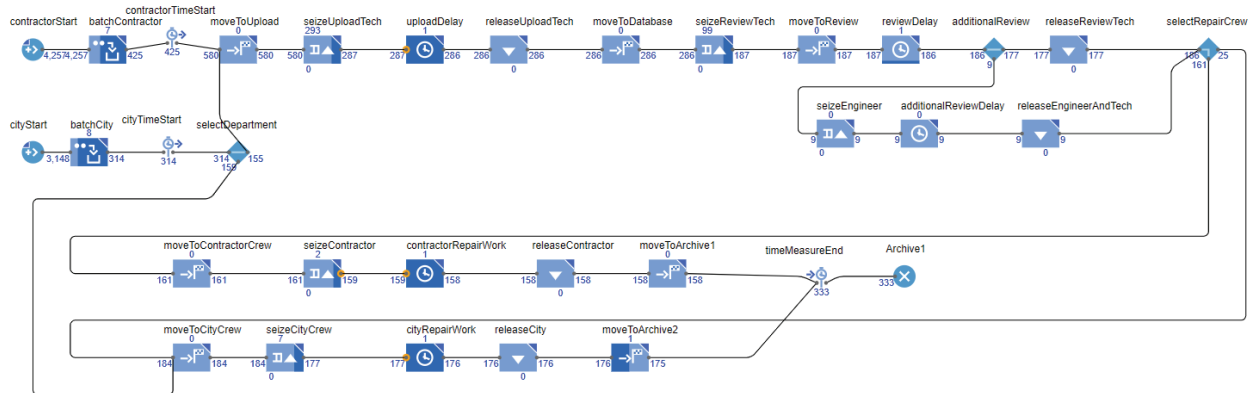 contractorStart batchContractor contractorTimeStart moveToUpload seizeUploadTech uploadDelay releaseUploadTech moveToDatabase seizeReviewTech moveToReview reviewDelay additionalReview releaseReviewTech selectRepairCrew
7 0 293 1 0 99 0 1
4,257 4,257 425 425 580 580 580 287 287 286 286 286 286 286 286 187 187 187 187 186 186 177 177 177 186 25
0 0 0 9 0 161
seizeEngineer additionalReviewDelay releaseEngineerAndTech
0 0
9 9 9 9 9 9
0 0
cityStart batchCity cityTimeStart selectDepartment
8
3,148 314 314 314 155
159
moveToContractorCrew seizeContractor contractorRepairWork releaseContractor moveToArchive1 timeMeasureEnd Archive1
0 2 1 0
161 161 161 159 159 158 158 158 158 158 333 333
0 0
moveToCityCrew seizeCityCrew cityRepairWork releaseCity moveToArchive2
0 7 1 1
184 184 184 177 177 176 176 176 176 175
0 0